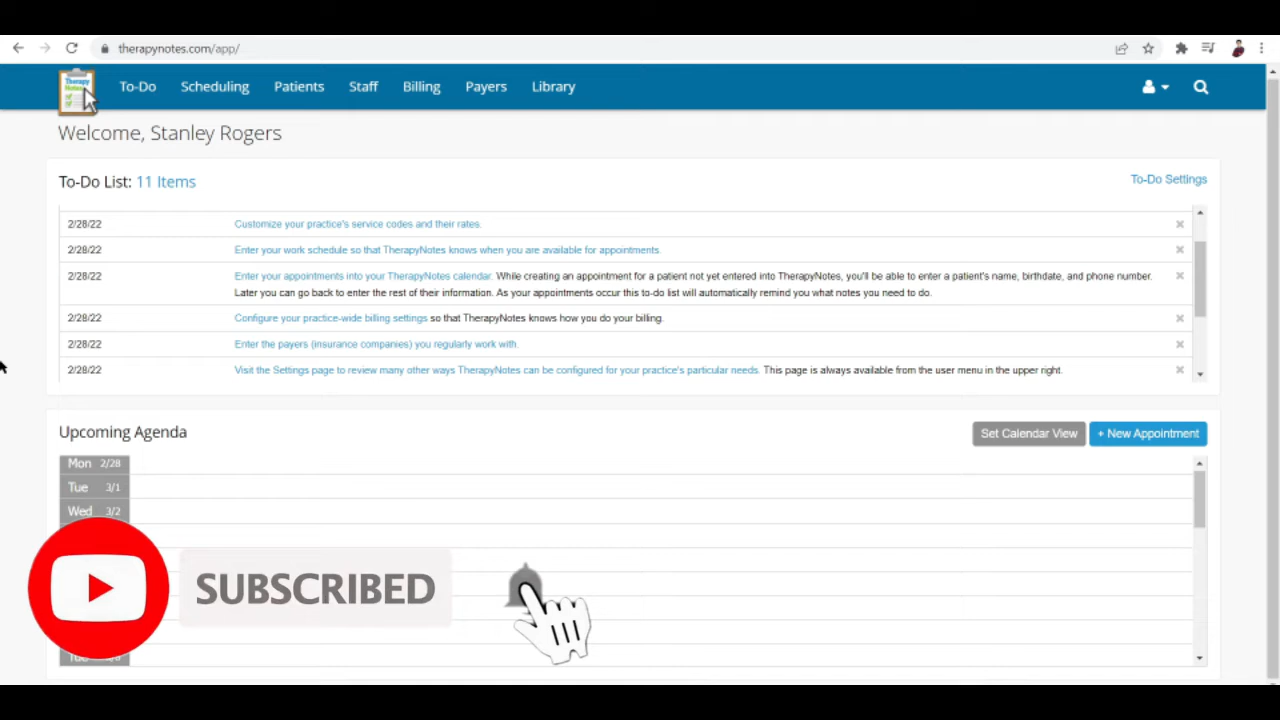 therapynotes.com/app/
Therapy
To-Do Scheduling Patients Staff Billing Payers Library
Welcome, Stanley Rogers
To-Do List: 11 Items To-Do Settings
2/28/22 Customize your practice's service codes and their rates.
2/28/22 Enter your work schedule so that TherapyNotes knows when you are available for appointments.
2/28/22 Enter your appointments into your TherapyNotes calendar. While creating an appointment for a patient not yet entered into TherapyNotes, you'll be able to enter a patient's name, birthdate, and phone number.
Later you can go back to enter the rest of their information. As your appointments occur this to-do list will automatically remind you what notes you need to do.
2/28/22 Configure your practice-wide billing settings so that TherapyNotes knows how you do your billing.
2/28/22 Enter the payers (insurance companies) you regularly work with.
2/28/22 Visit the Settings page to review many other ways TherapyNotes can be configured for your practice's particular needs. This page is always available from the user menu in the upper right.
Upcoming Agenda Set Calendar View + New Appointment
Mon 2/28
Tue 3/1
Wed 3/2
SUBSCRIBED